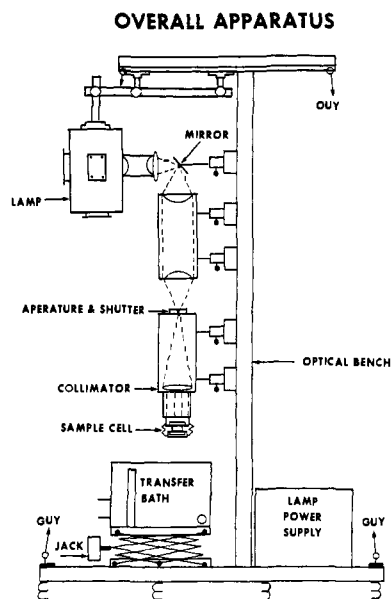 OVERALL APPARATUS
OUY
MIRROR
LAMP
APERATURE & SHUTTER
OPTICAL BENCH
COLLIMATOR
SAMPLE CELL
TRANSFER
BATH
LAMP
POWER
SUPPLY
GUY
GUY
JACK